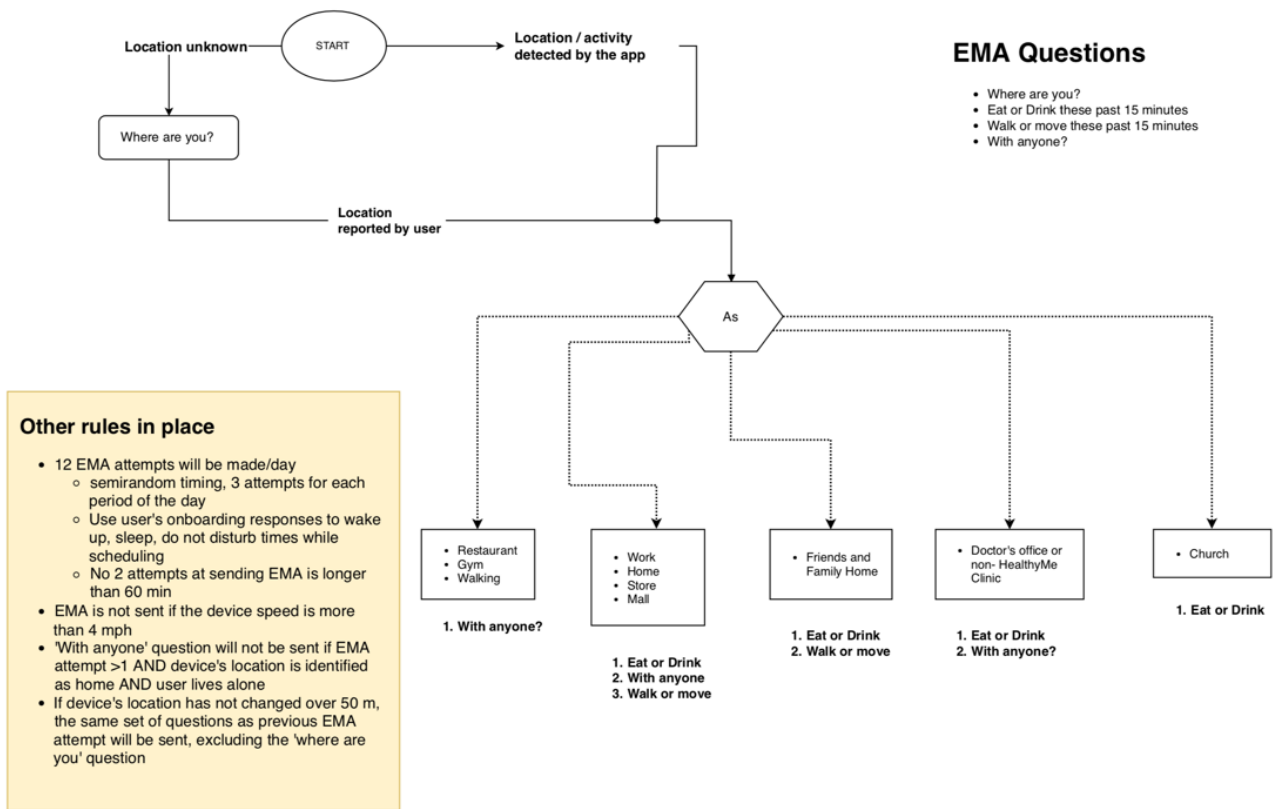 Location unknown
START
Location / activity
detected by the app
EMA Questions
• Where are you?
• Eat or Drink these past 15 minutes
• Walk or move these past 15 minutes
• With anyone?
Where are you?
Location
reported by user
As
Other rules in place
• 12 EMA attempts will be made/day
○ semirandom timing, 3 attempts for each
period of the day
○ Use user's onboarding responses to wake
up, sleep, do not disturb times while
scheduling
○ No 2 attempts at sending EMA is longer
than 60 min
• EMA is not sent if the device speed is more
than 4 mph
• 'With anyone' question will not be sent if EMA
attempt >1 AND device's location is identified
as home AND user lives alone
• If device's location has not changed over 50 m,
the same set of questions as previous EMA
attempt will be sent, excluding the 'where are
you' question
• Restaurant
• Gym
• Walking
1. With anyone?
• Work
• Home
• Store
• Mall
1. Eat or Drink
2. With anyone
3. Walk or move
• Friends and
Family Home
1. Eat or Drink
2. Walk or move
• Doctor's office or
non- HealthyMe
Clinic
1. Eat or Drink
2. With anyone?
• Church
1. Eat or Drink